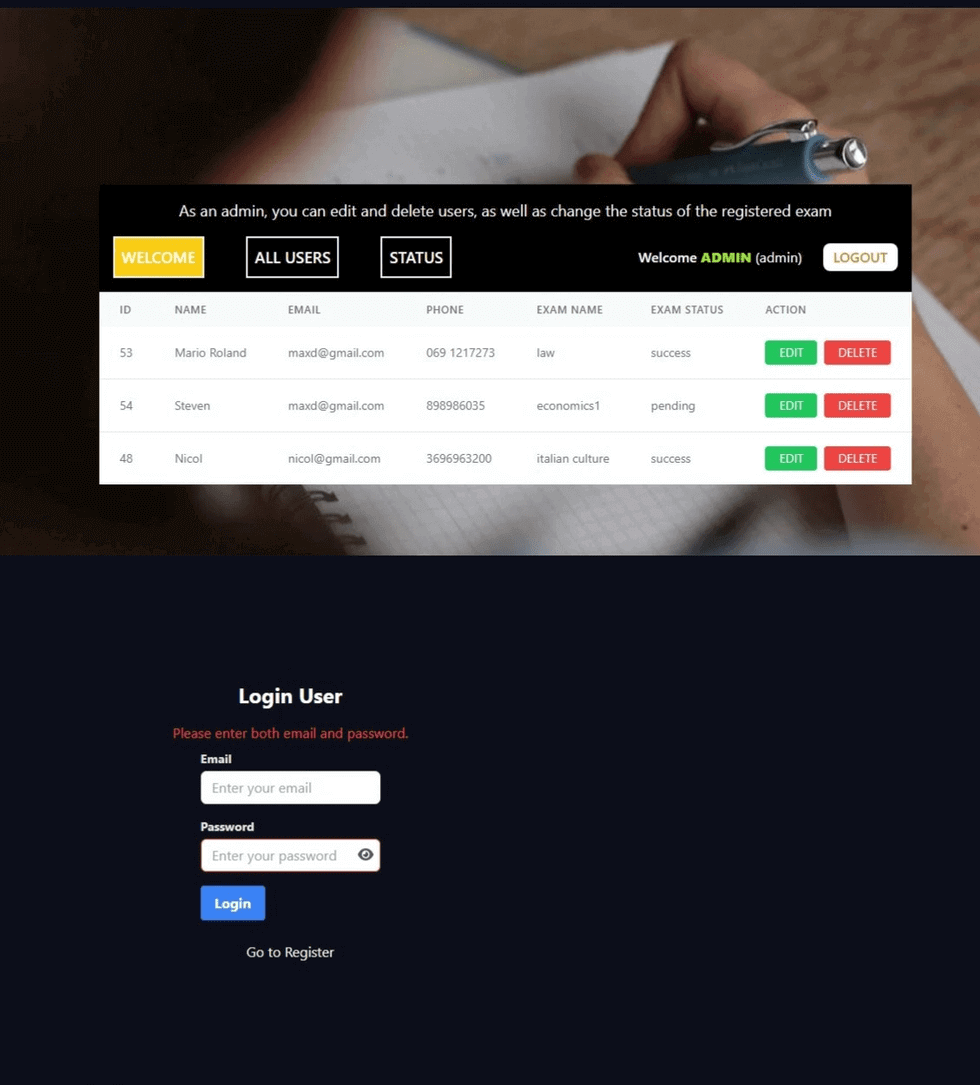 As an admin, you can edit and delete users, as well as change the status of the registered exam
WELCOME ALL USERS STATUS Welcome ADMIN (admin) LOGOUT
ID NAME EMAIL PHONE EXAM NAME EXAM STATUS ACTION
53 Mario Roland maxd@gmail.com 069 1217273 law success EDIT DELETE
54 Steven maxd@gmail.com 898986035 economics1 pending EDIT DELETE
48 Nicol nicol@gmail.com 3696963200 italian culture success EDIT DELETE
Login User
Please enter both email and password.
Email
Enter your email
Password
Enter your password
Login
Go to Register